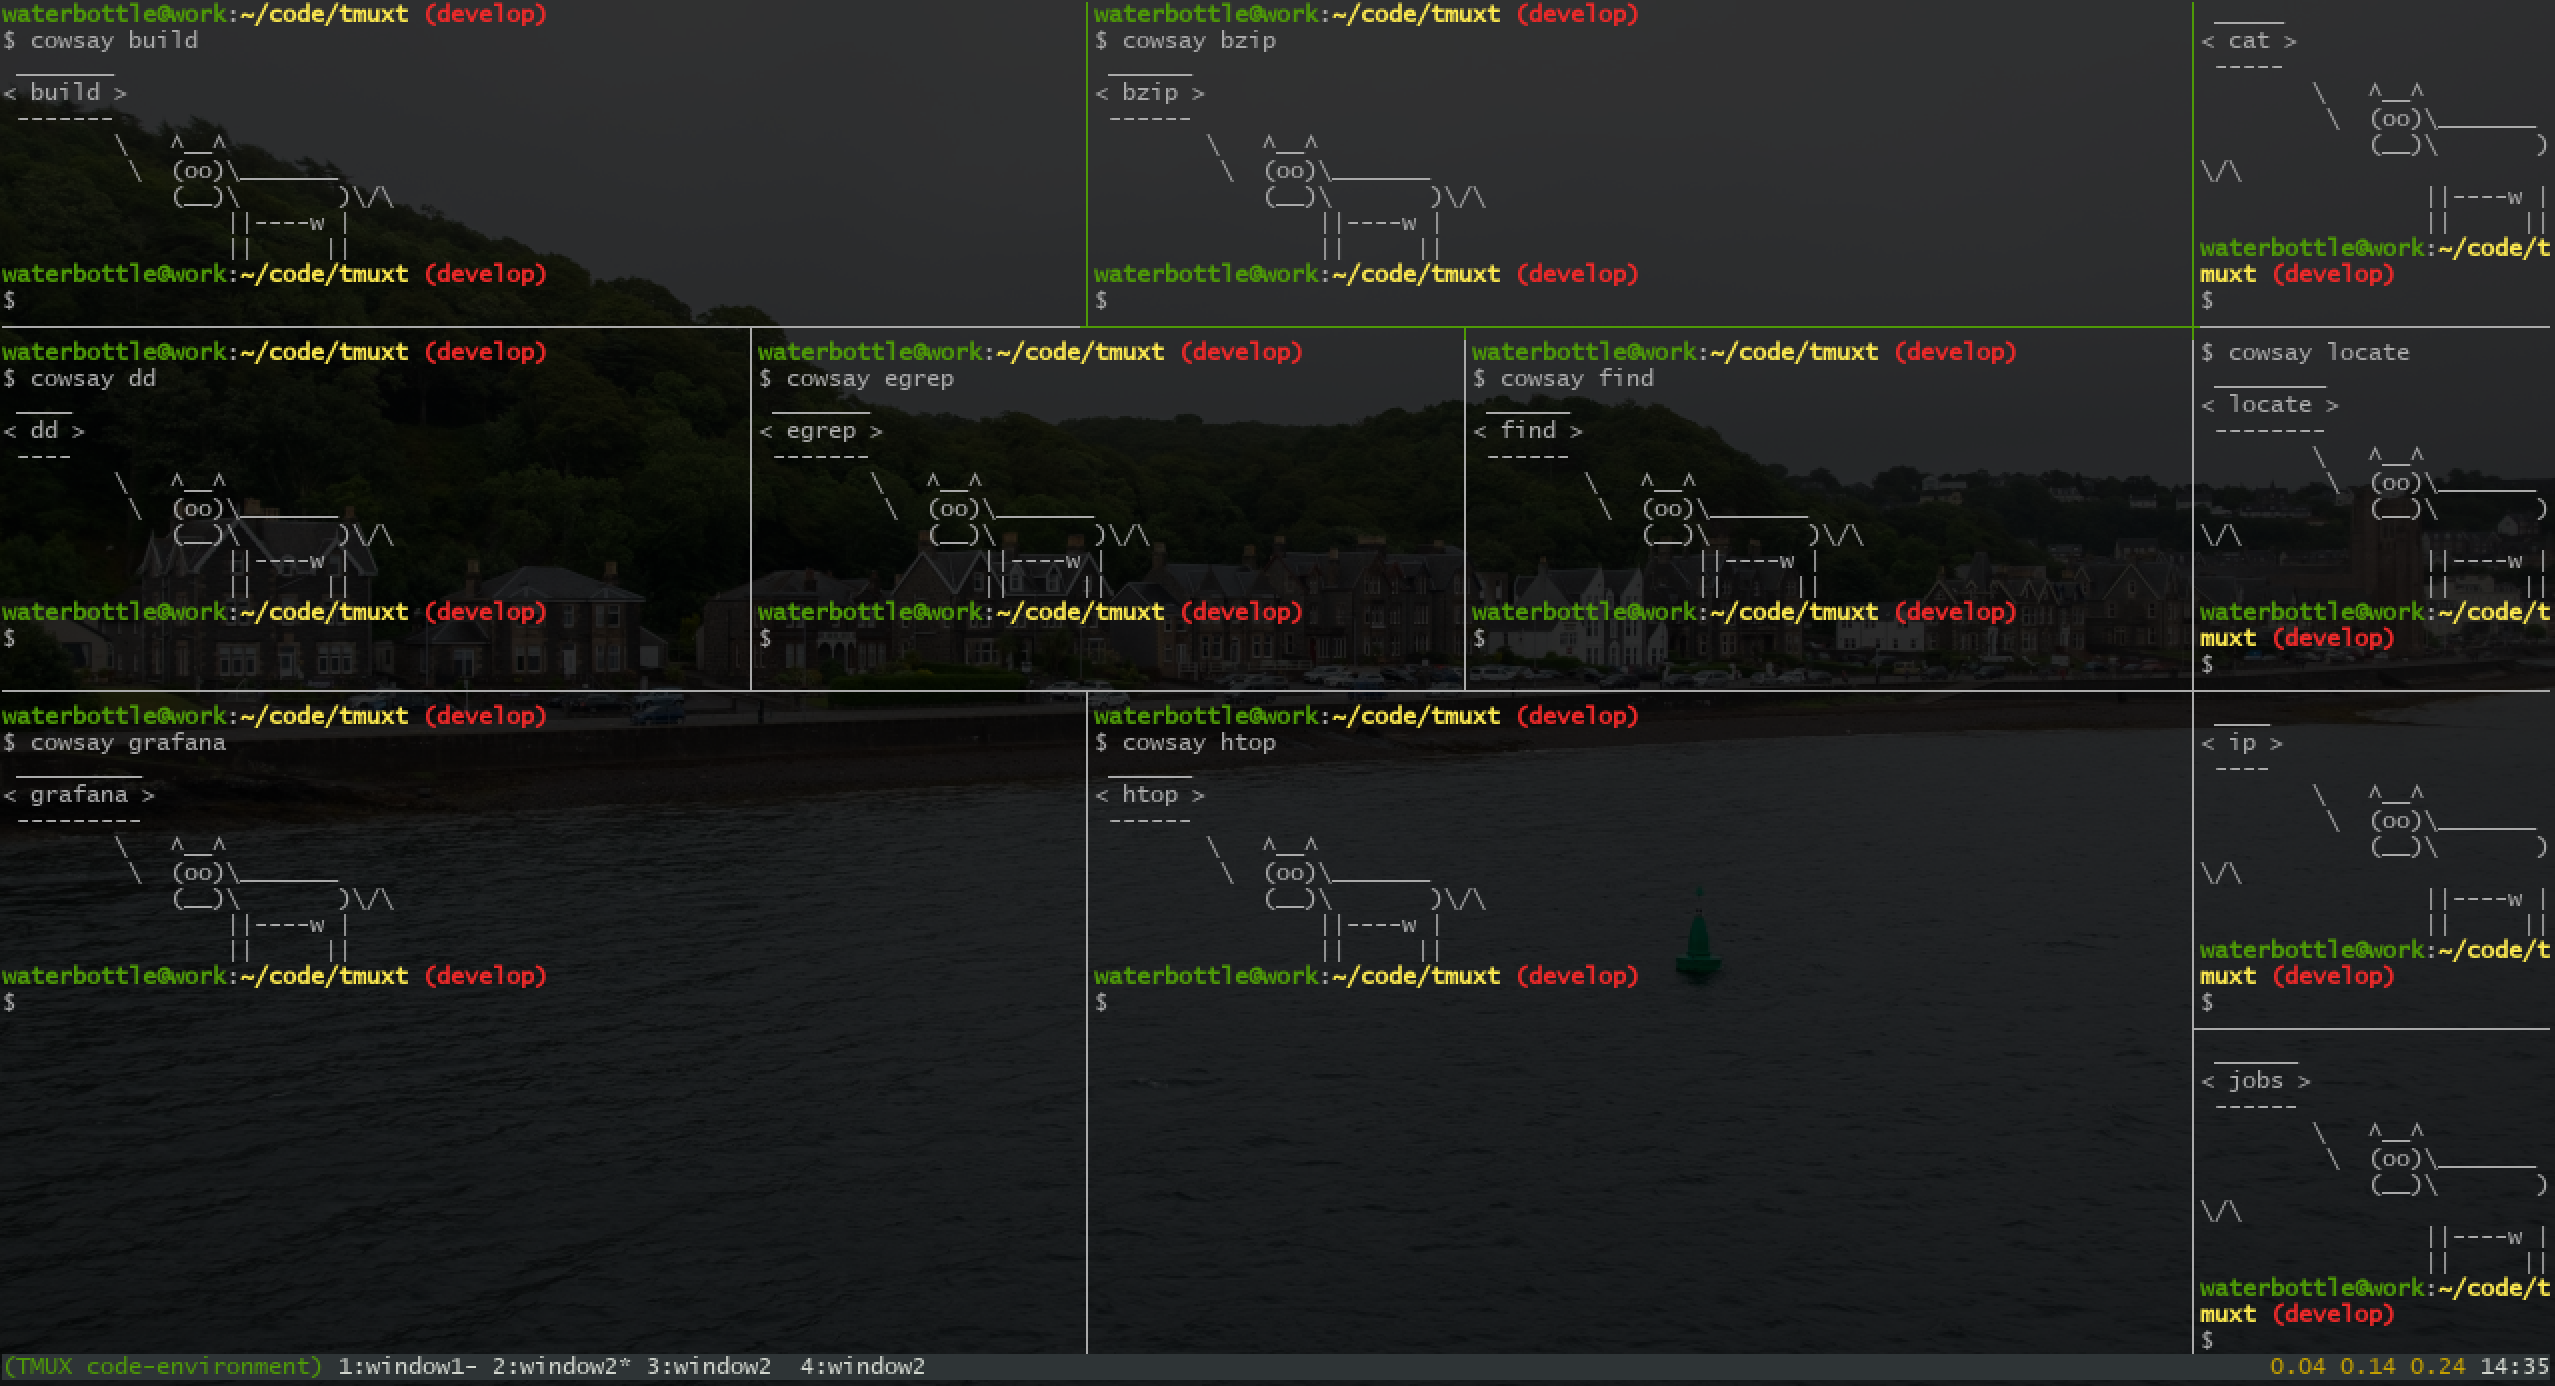 waterbottle@work:~/code/tmuxt (develop)
$ cowsay build
 _______
< build >
 -------
        \   ^__^
         \  (oo)\_______
            (__)\       )\/\
                ||----w |
                ||     ||
waterbottle@work:~/code/tmuxt (develop)
$
waterbottle@work:~/code/tmuxt (develop)
$ cowsay bzip
 ______
< bzip >
 ------
        \   ^__^
         \  (oo)\_______
            (__)\       )\/\
                ||----w |
                ||     ||
waterbottle@work:~/code/tmuxt (develop)
$
 _____
< cat >
 -----
        \   ^__^
         \  (oo)\_______
            (__)\       )
\/\
                ||----w |
                ||     ||
waterbottle@work:~/code/t
muxt (develop)
$
waterbottle@work:~/code/tmuxt (develop)
$ cowsay dd
 ____
< dd >
 ----
        \   ^__^
         \  (oo)\_______
            (__)\       )\/\
                ||----w |
                ||     ||
waterbottle@work:~/code/tmuxt (develop)
$
waterbottle@work:~/code/tmuxt (develop)
$ cowsay egrep
 _______
< egrep >
 -------
        \   ^__^
         \  (oo)\_______
            (__)\       )\/\
                ||----w |
                ||     ||
waterbottle@work:~/code/tmuxt (develop)
$
waterbottle@work:~/code/tmuxt (develop)
$ cowsay find
 ______
< find >
 ------
        \   ^__^
         \  (oo)\_______
            (__)\       )\/\
                ||----w |
                ||     ||
waterbottle@work:~/code/tmuxt (develop)
$
$ cowsay locate
 ________
< locate >
 --------
        \   ^__^
         \  (oo)\_______
            (__)\       )
\/\
                ||----w |
                ||     ||
waterbottle@work:~/code/t
muxt (develop)
$
waterbottle@work:~/code/tmuxt (develop)
$ cowsay grafana
 _________
< grafana >
 ---------
        \   ^__^
         \  (oo)\_______
            (__)\       )\/\
                ||----w |
                ||     ||
waterbottle@work:~/code/tmuxt (develop)
$
waterbottle@work:~/code/tmuxt (develop)
$ cowsay htop
 ______
< htop >
 ------
        \   ^__^
         \  (oo)\_______
            (__)\       )\/\
                ||----w |
                ||     ||
waterbottle@work:~/code/tmuxt (develop)
$
 ____
< ip >
 ----
        \   ^__^
         \  (oo)\_______
            (__)\       )
\/\
                ||----w |
                ||     ||
waterbottle@work:~/code/t
muxt (develop)
$
 ______
< jobs >
 ------
        \   ^__^
         \  (oo)\_______
            (__)\       )
\/\
                ||----w |
                ||     ||
waterbottle@work:~/code/t
muxt (develop)
$
(TMUX code-environment) 1:window1- 2:window2* 3:window2  4:window2 0.04 0.14 0.24 14:35